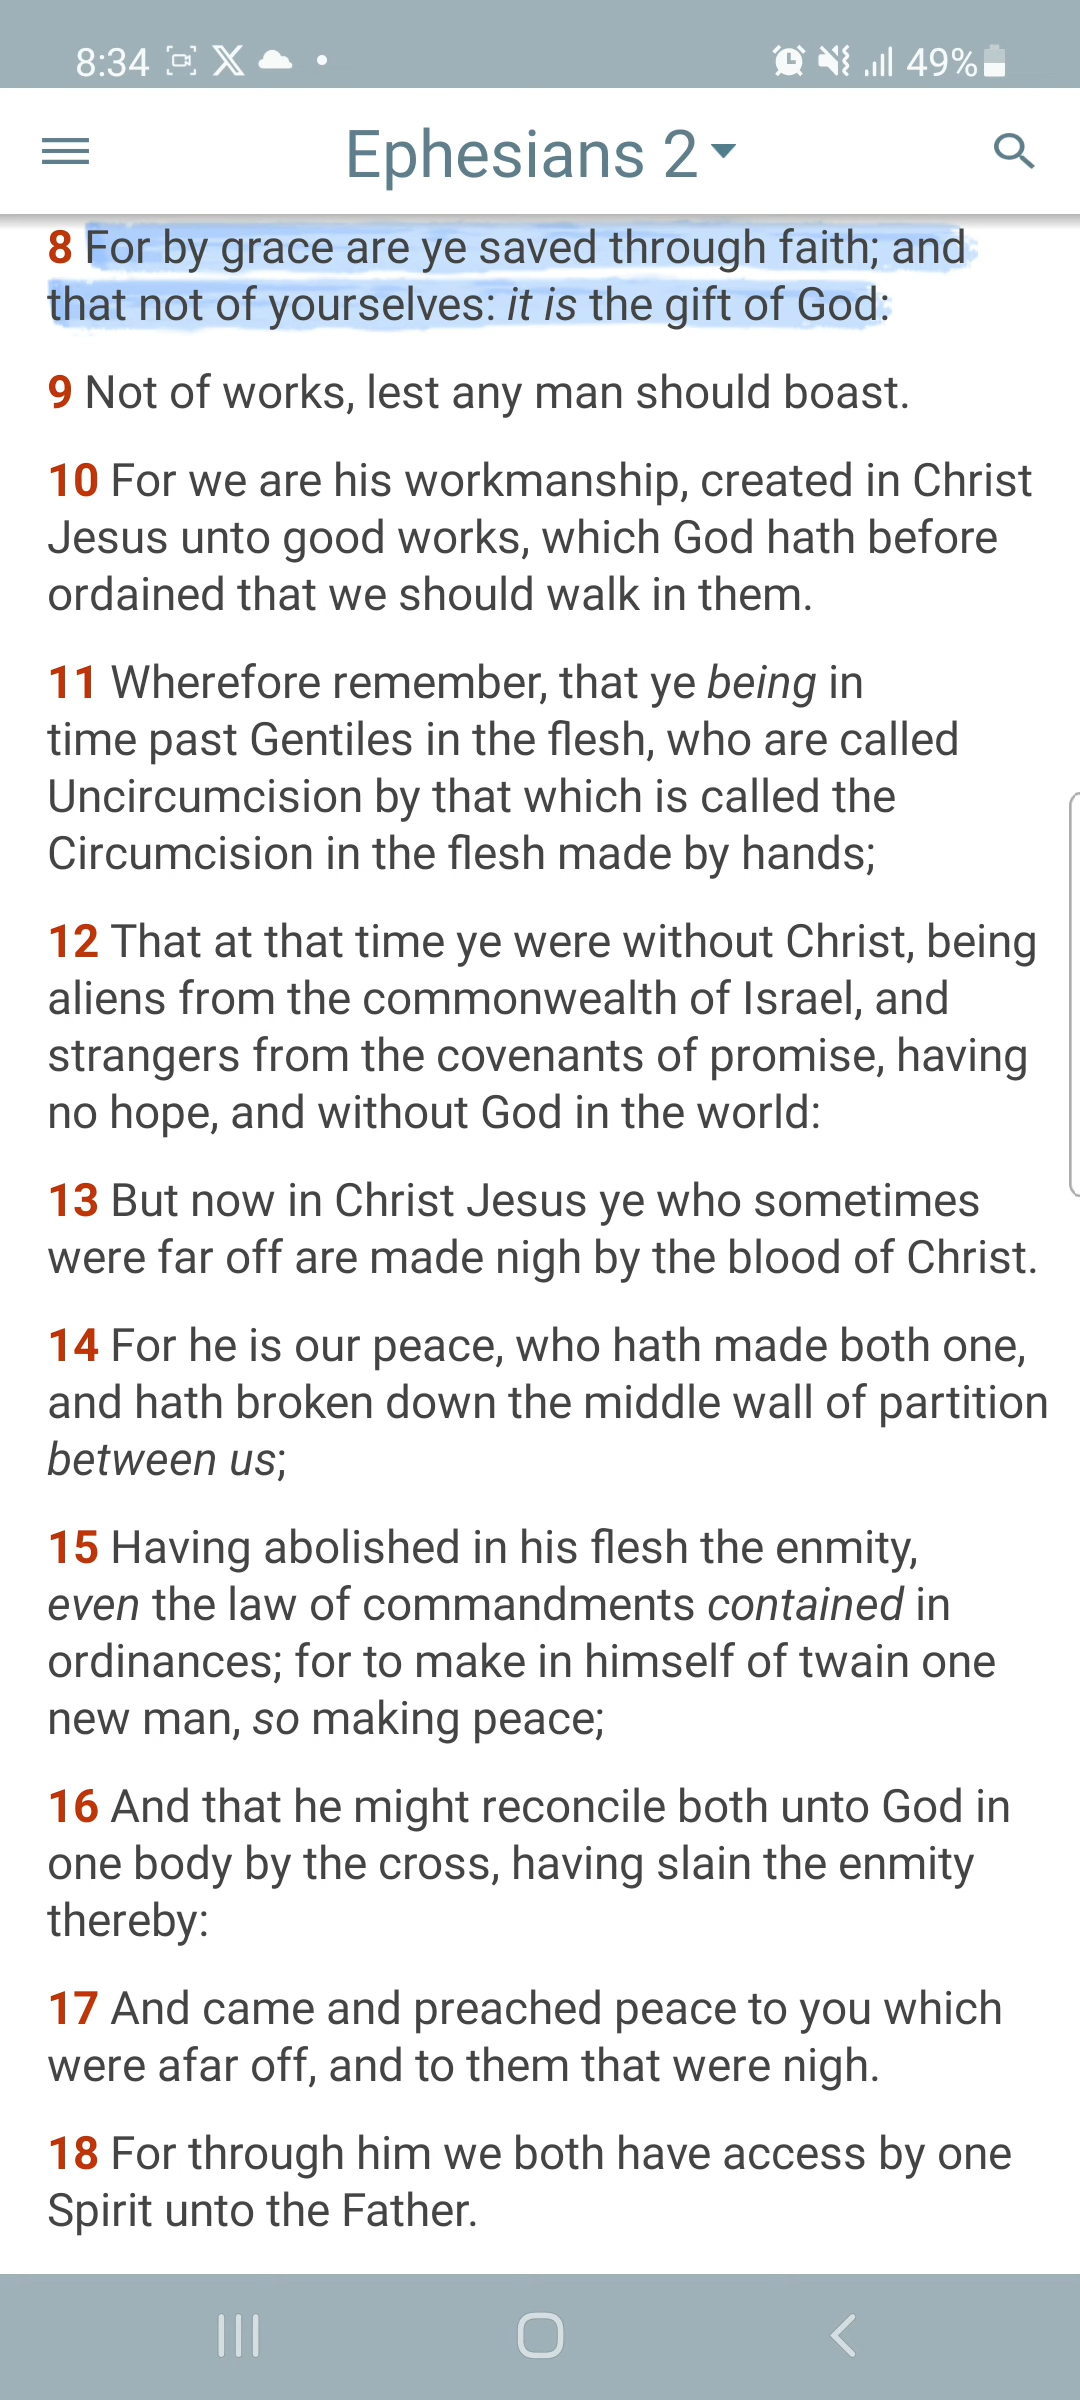 8:34 X 49%
Ephesians 2
8 For by grace are ye saved through faith; and
that not of yourselves: it is the gift of God:
9 Not of works, lest any man should boast.
10 For we are his workmanship, created in Christ
Jesus unto good works, which God hath before
ordained that we should walk in them.
11 Wherefore remember, that ye being in
time past Gentiles in the flesh, who are called
Uncircumcision by that which is called the
Circumcision in the flesh made by hands;
12 That at that time ye were without Christ, being
aliens from the commonwealth of Israel, and
strangers from the covenants of promise, having
no hope, and without God in the world:
13 But now in Christ Jesus ye who sometimes
were far off are made nigh by the blood of Christ.
14 For he is our peace, who hath made both one,
and hath broken down the middle wall of partition
between us;
15 Having abolished in his flesh the enmity,
even the law of commandments contained in
ordinances; for to make in himself of twain one
new man, so making peace;
16 And that he might reconcile both unto God in
one body by the cross, having slain the enmity
thereby:
17 And came and preached peace to you which
were afar off, and to them that were nigh.
18 For through him we both have access by one
Spirit unto the Father.